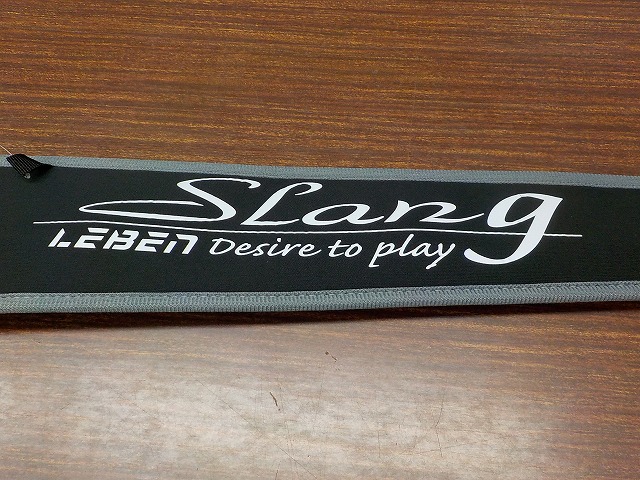 SLang
LEBEN Desire to play